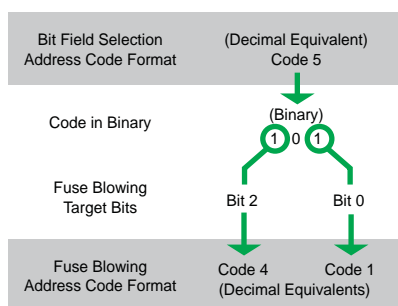 Bit Field Selection
Address Code Format
(Decimal Equivalent)
Code 5
Code in Binary
(Binary)
1 0 1
Fuse Blowing
Target Bits
Bit 2
Bit 0
Fuse Blowing
Address Code Format
Code 4
Code 1
(Decimal Equivalents)